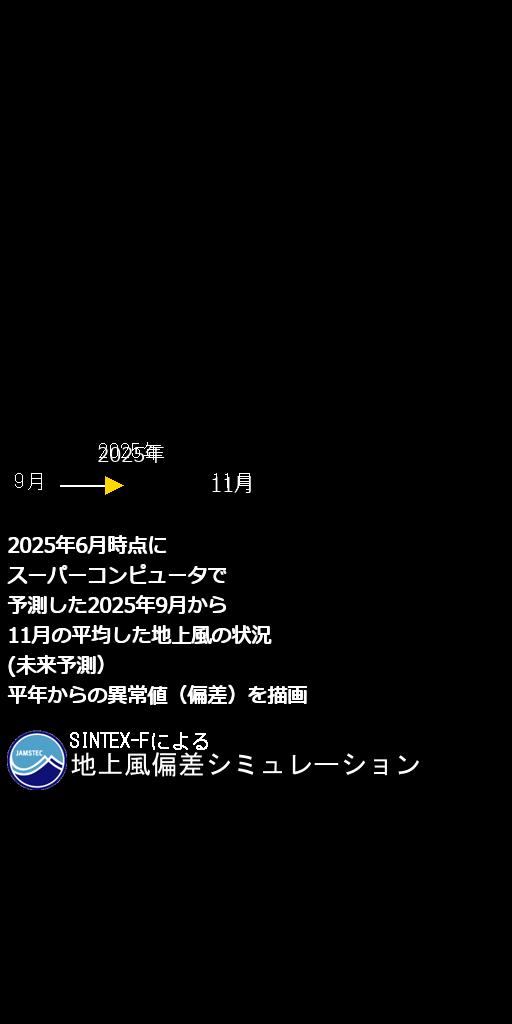 2025年
9月 11月
2025年6月時点に
スーパーコンピュータで
予測した2025年9月から
11月の平均した地上風の状況
(未来予測）
平年からの異常値（偏差）を描画
SINTEX-Fによる
JAMSTEC
地上風偏差シミュレーション